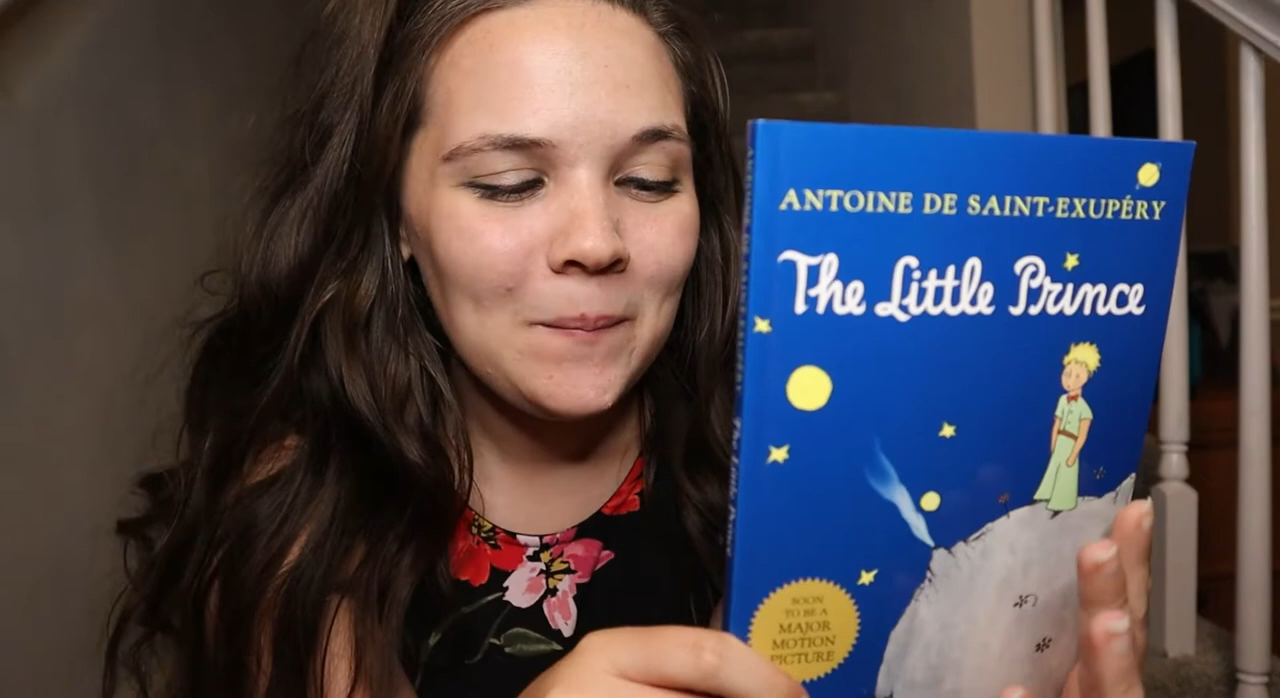 ANTOINE DE SAINT-EXUPÉRY
The Little Prince
SOON
TO BE A
MAJOR
MOTION
PICTURE